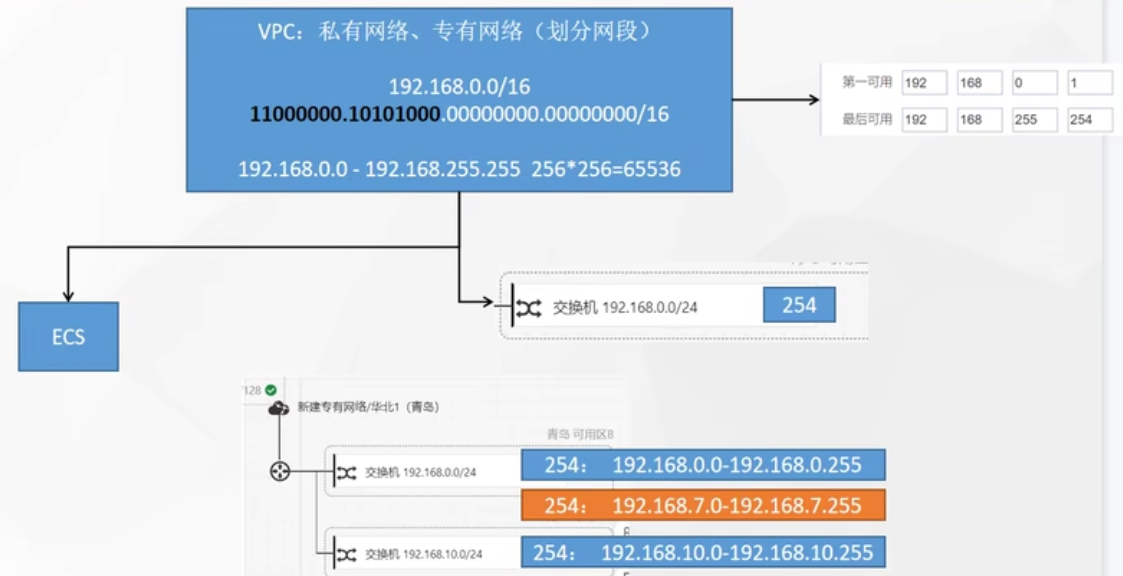 VPC：私有网络、专有网络（划分网段）
192.168.0.0/16
11000000.10101000.00000000.00000000/16
192.168.0.0 - 192.168.255.255 256*256=65536
第一可用 192 168 0 1
最后可用 192 168 255 254
ECS
交换机 192.168.0.0/24 254
128
新建专有网络/华北1（青岛）
青岛 可用区B
交换机 192.168.0.0/24 254： 192.168.0.0-192.168.0.255
254： 192.168.7.0-192.168.7.255
交换机 192.168.10.0/24 254： 192.168.10.0-192.168.10.255